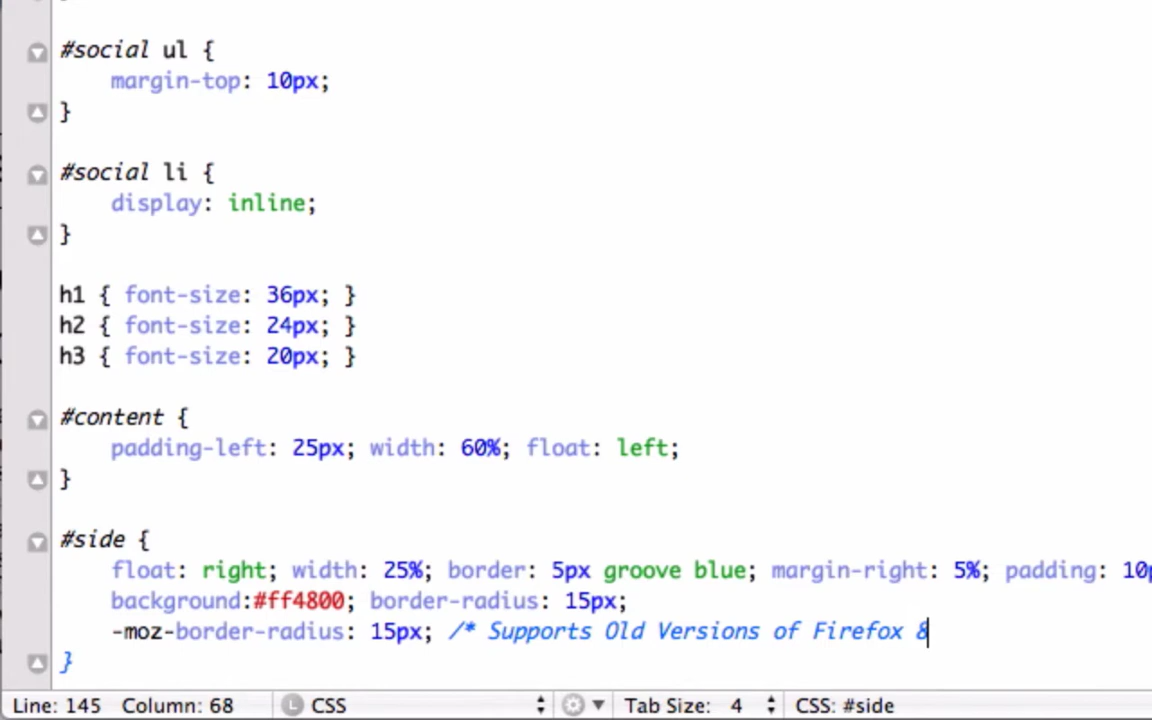 #social ul {
margin-top: 10px;
}
#social li {
display: inline;
}
h1 { font-size: 36px; }
h2 { font-size: 24px; }
h3 { font-size: 20px; }
#content {
padding-left: 25px; width: 60%; float: left;
}
#side {
float: right; width: 25%; border: 5px groove blue; margin-right: 5%; padding: 10p
background:#ff4800; border-radius: 15px;
-moz-border-radius: 15px; /* Supports Old Versions of Firefox &
}
Line: 145 Column: 68 L CSS Tab Size: 4 CSS: #side